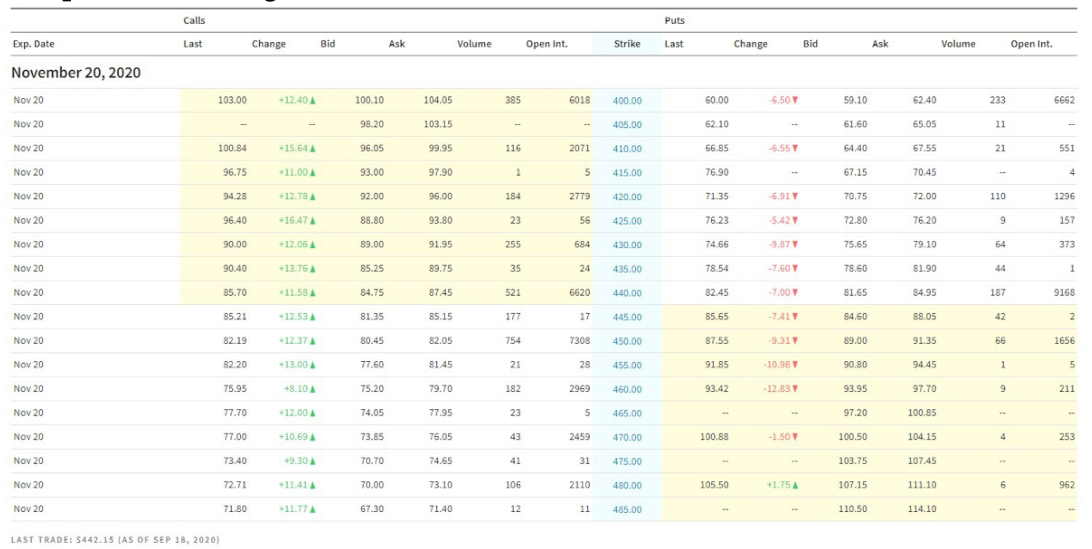 Calls Puts
Exp. Date Last Change Bid Ask Volume Open Int. Strike Last Change Bid Ask Volume Open Int.
November 20, 2020
Nov 20 103.00 +12.40▲ 100.10 104.05 385 6018 400.00 60.00 -6.50▼ 59.10 62.40 233 6662
Nov 20 -- -- 98.20 103.15 -- -- 405.00 62.10 -- 61.60 65.05 11 --
Nov 20 100.84 +15.64▲ 96.05 99.95 116 2071 410.00 66.85 -6.55▼ 64.40 67.55 21 551
Nov 20 96.75 +11.00▲ 93.00 97.90 1 5 415.00 76.90 -- 67.15 70.45 -- 4
Nov 20 94.28 +12.78▲ 92.00 96.00 184 2779 420.00 71.35 -6.91▼ 70.75 72.00 110 1296
Nov 20 96.40 +16.47▲ 88.80 93.80 23 56 425.00 76.23 -5.42▼ 72.80 76.20 9 157
Nov 20 90.00 +12.06▲ 89.00 91.95 255 684 430.00 74.66 -9.87▼ 75.65 79.10 64 373
Nov 20 90.40 +13.76▲ 85.25 89.75 35 24 435.00 78.54 -7.60▼ 78.60 81.90 44 1
Nov 20 85.70 +11.58▲ 84.75 87.45 521 6620 440.00 82.45 -7.00▼ 81.65 84.95 187 9168
Nov 20 85.21 +12.53▲ 81.35 85.15 177 17 445.00 85.65 -7.41▼ 84.60 88.05 42 2
Nov 20 82.19 +12.37▲ 80.45 82.05 754 7308 450.00 87.55 -9.31▼ 89.00 91.35 66 1656
Nov 20 82.20 +13.00▲ 77.60 81.45 21 28 455.00 91.85 -10.98▼ 90.80 94.45 1 5
Nov 20 75.95 +8.10▲ 75.20 79.70 182 2969 460.00 93.42 -12.83▼ 93.95 97.70 9 211
Nov 20 77.70 +12.00▲ 74.05 77.95 23 5 465.00 -- -- 97.20 100.85 -- --
Nov 20 77.00 +10.69▲ 73.85 76.05 43 2459 470.00 100.88 -1.50▼ 100.50 104.15 4 253
Nov 20 73.40 +9.30▲ 70.70 74.65 41 31 475.00 -- -- 103.75 107.45 -- --
Nov 20 72.71 +11.41▲ 70.00 73.10 106 2110 480.00 105.50 +1.75▲ 107.15 111.10 6 962
Nov 20 71.80 +11.77▲ 67.30 71.40 12 11 485.00 -- -- 110.50 114.10 -- --
LAST TRADE: $442.15 (AS OF SEP 18, 2020)